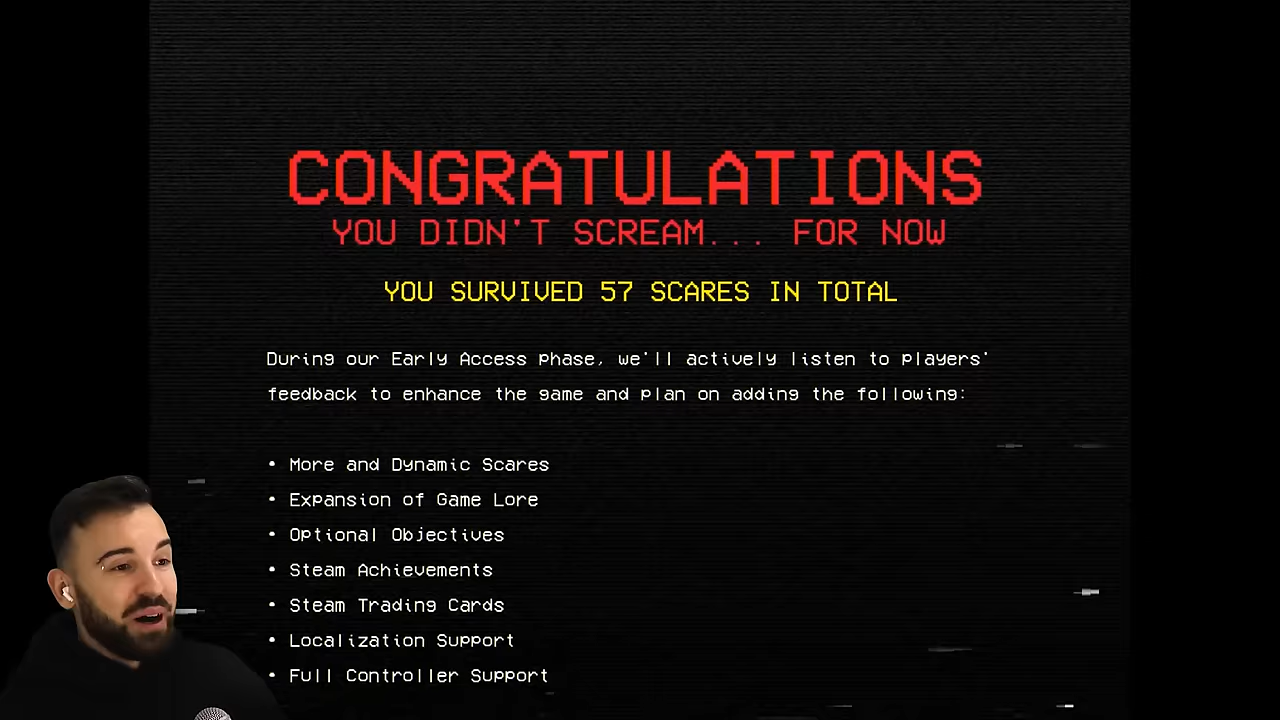 CONGRATULATIONS
YOU DIDN'T SCREAM... FOR NOW
YOU SURVIVED 57 SCARES IN TOTAL
During our Early Access phase, we'll actively listen to players'
feedback to enhance the game and plan on adding the following:
• More and Dynamic Scares
• Expansion of Game Lore
• Optional Objectives
• Steam Achievements
• Steam Trading Cards
• Localization Support
• Full Controller Support